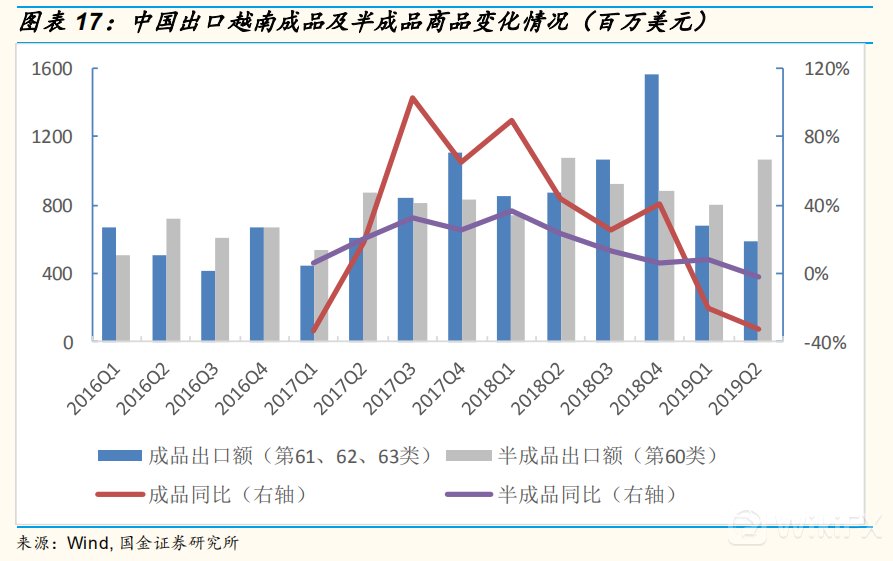 图表 17：中国出口越南成品及半成品商品变化情况（百万美元）
1600 120%
1200 80%
800 40%
400 0%
0 -40%
2016Q1 2016Q2 2016Q3 2016Q4 2017Q1 2017Q2 2017Q3 2017Q4 2018Q1 2018Q2 2018Q3 2018Q4 2019Q1 2019Q2
成品出口额（第61、62、63类） 半成品出口额（第60类）
成品同比（右轴） 半成品同比（右轴）
来源：Wind, 国金证券研究所
WikiFX